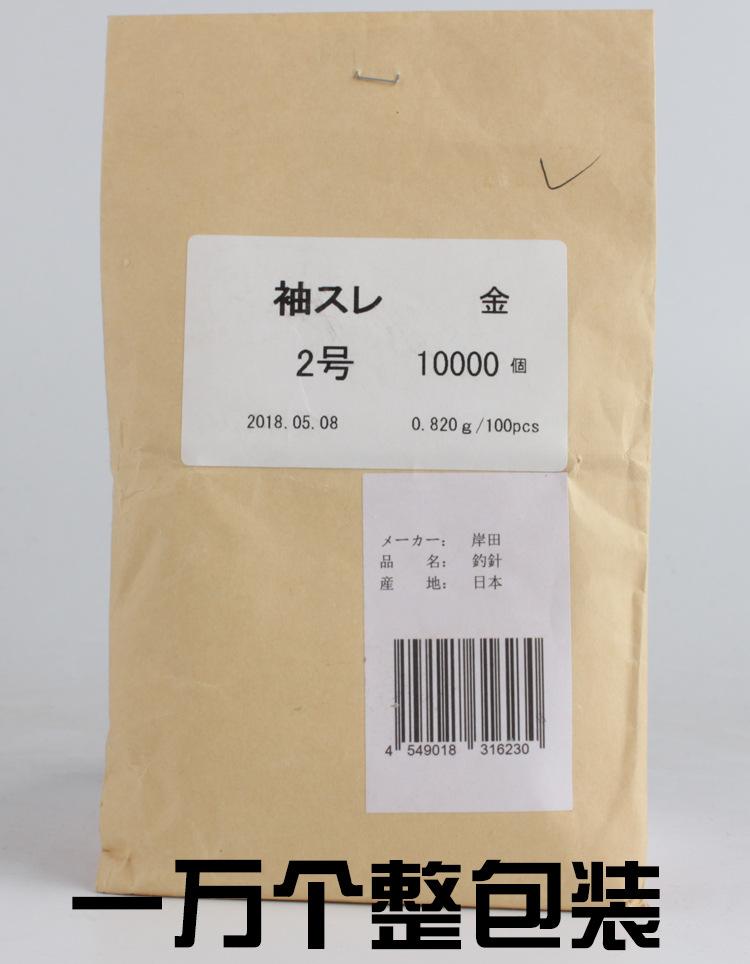 袖スレ 金
2号 10000 個
2018.05.08 0.820g/100pcs
メーカー: 岸田
品 名: 釣針
産 地: 日本
4 549018 316230
一万个整包装